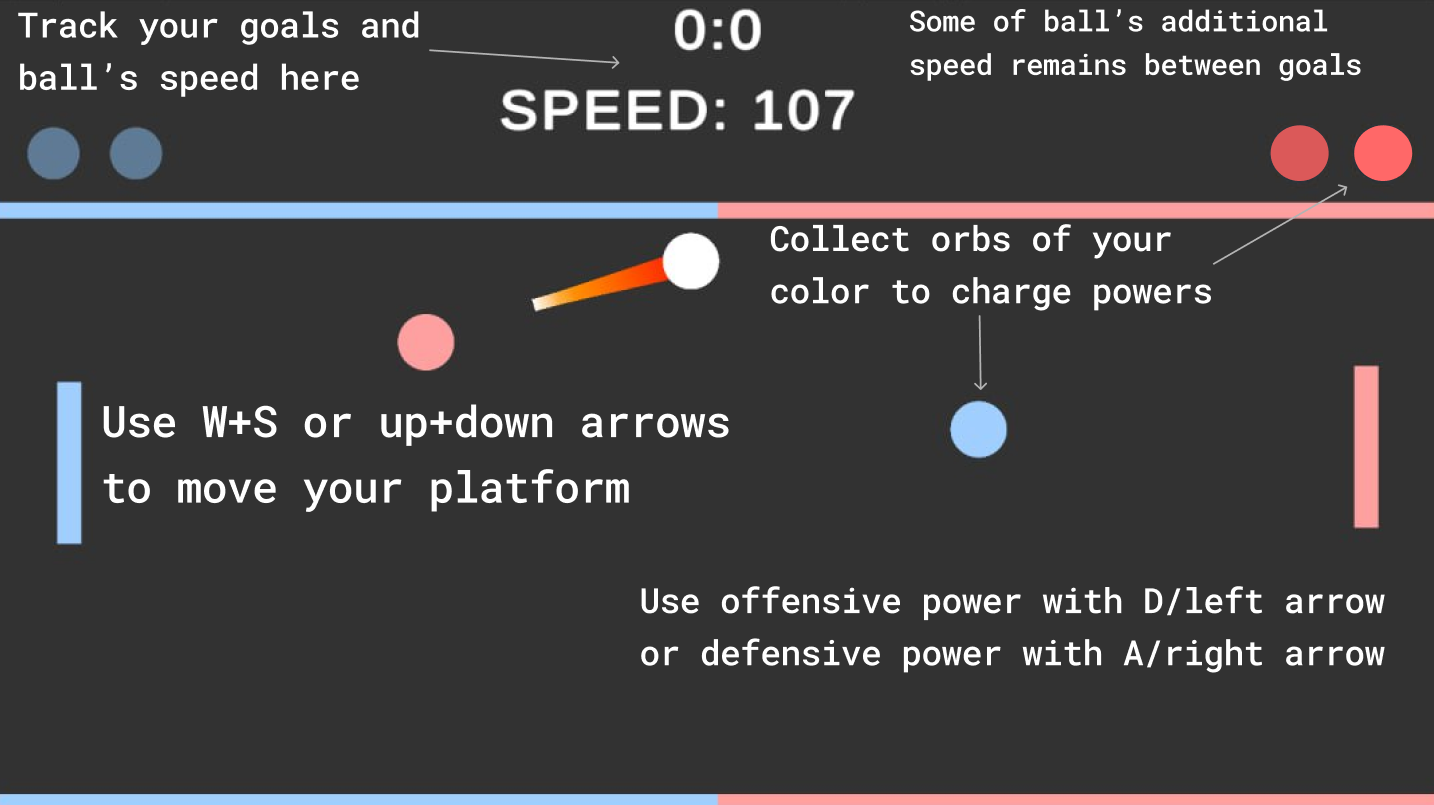 Track your goals and
ball’s speed here
0:0
SPEED: 107
Some of ball’s additional
speed remains between goals
Collect orbs of your
color to charge powers
Use W+S or up+down arrows
to move your platform
Use offensive power with D/left arrow
or defensive power with A/right arrow